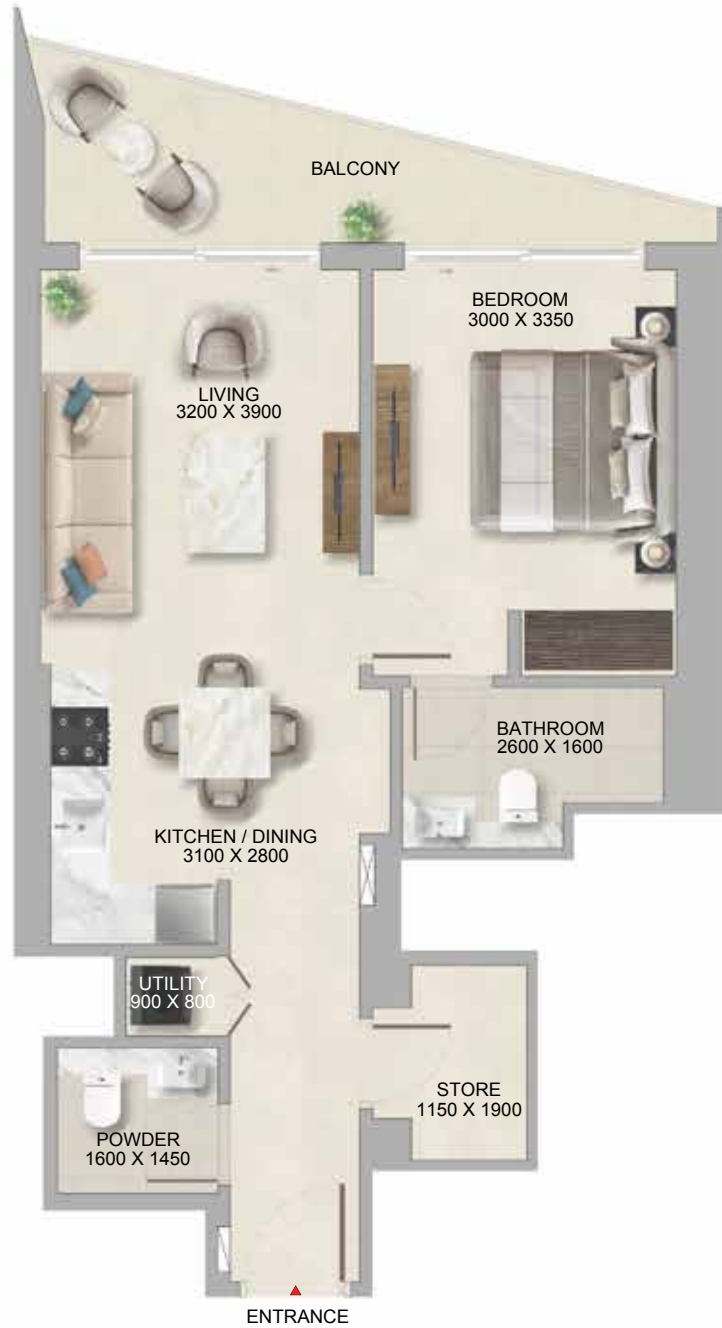 BALCONY
BEDROOM
3000 X 3350
LIVING
3200 X 3900
BATHROOM
2600 X 1600
KITCHEN / DINING
3100 X 2800
UTILITY
900 X 800
STORE
1150 X 1900
POWDER
1600 X 1450
ENTRANCE